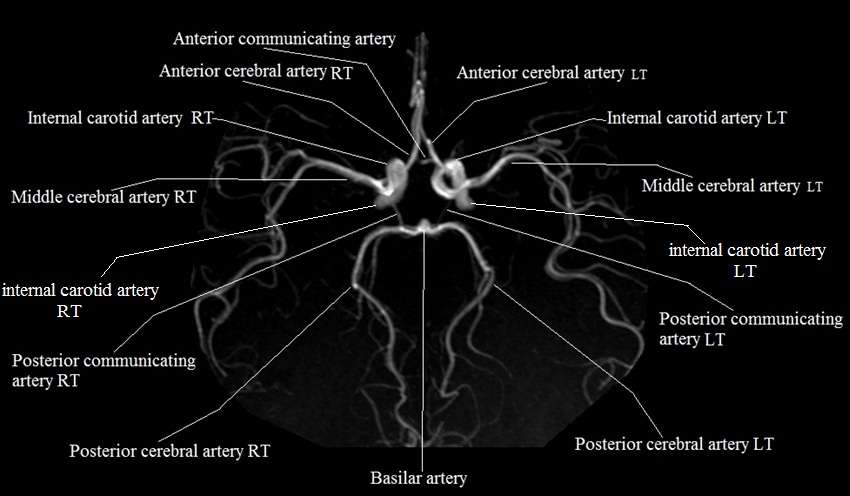 Anterior communicating artery
Anterior cerebral artery RT
Anterior cerebral artery LT
Internal carotid artery RT
Internal carotid artery LT
Middle cerebral artery RT
Middle cerebral artery LT
internal carotid artery
LT
internal carotid artery
RT
Posterior communicating
artery LT
Posterior communicating
artery RT
Posterior cerebral artery RT
Posterior cerebral artery LT
Basilar artery